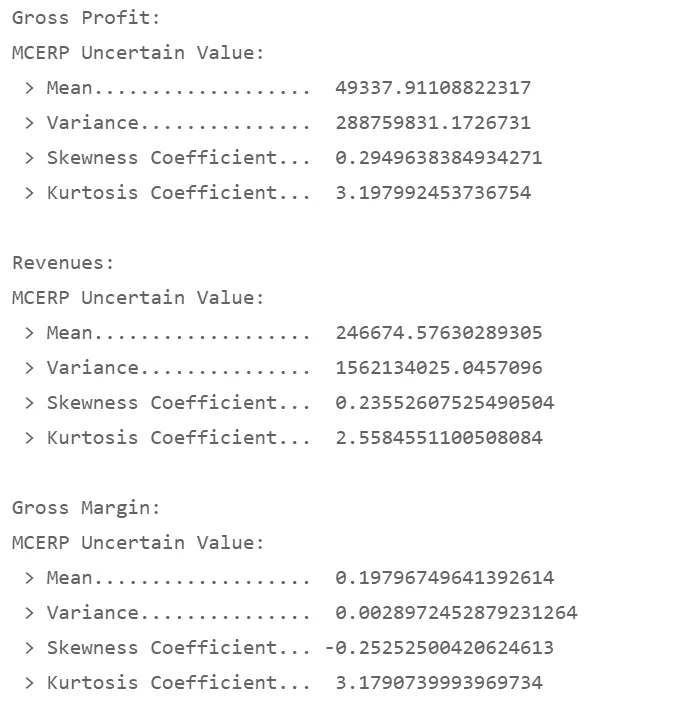 Gross Profit:
MCERP Uncertain Value:
 > Mean...................  49337.91108822317
 > Variance...............  288759831.1726731
 > Skewness Coefficient...  0.2949638384934271
 > Kurtosis Coefficient...  3.197992453736754

Revenues:
MCERP Uncertain Value:
 > Mean...................  246674.57630289305
 > Variance...............  1562134025.0457096
 > Skewness Coefficient...  0.23552607525490504
 > Kurtosis Coefficient...  2.5584551100508084

Gross Margin:
MCERP Uncertain Value:
 > Mean...................  0.19796749641392614
 > Variance...............  0.0028972452879231264
 > Skewness Coefficient... -0.25252500420624613
 > Kurtosis Coefficient...  3.1790739993969734